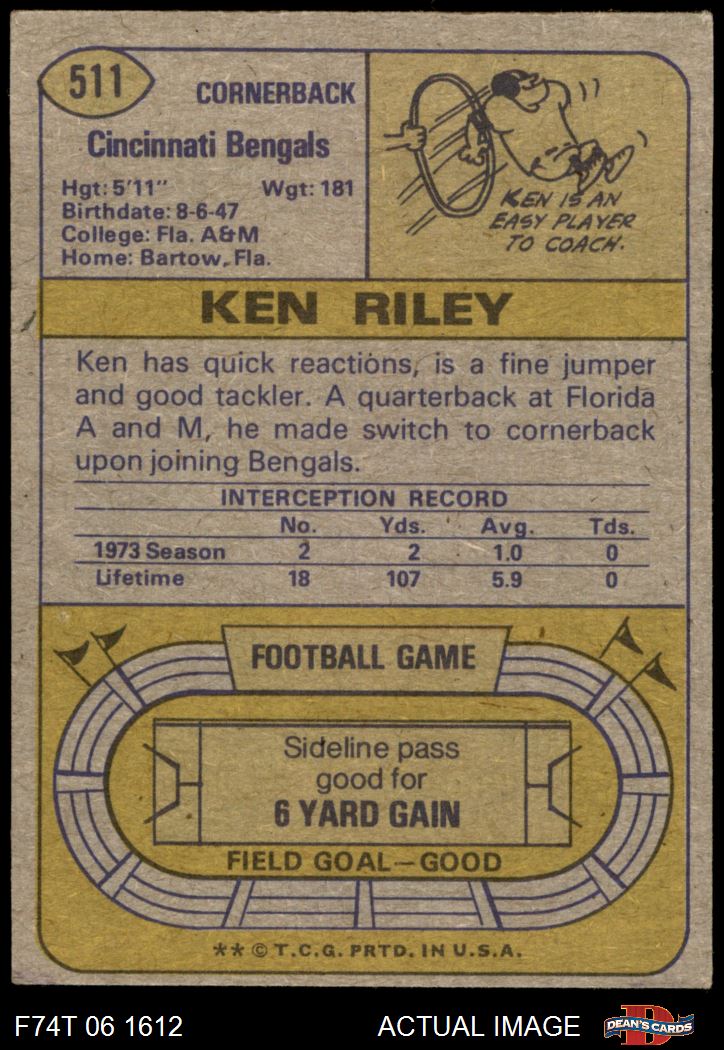 511
CORNERBACK
Cincinnati Bengals
Hgt: 5'11" Wgt: 181
Birthdate: 8-6-47
College: Fla. A&M
Home: Bartow, Fla.
KEN IS AN
EASY PLAYER
TO COACH.
KEN RILEY
Ken has quick reactions, is a fine jumper
and good tackler. A quarterback at Florida
A and M, he made switch to cornerback
upon joining Bengals.
INTERCEPTION RECORD
No. Yds. Avg. Tds.
1973 Season 2 2 1.0 0
Lifetime 18 107 5.9 0
FOOTBALL GAME
Sideline pass
good for
6 YARD GAIN
FIELD GOAL—GOOD
** © T.C.G. PRTD. IN U.S.A.
F74T 06 1612 ACTUAL IMAGE D DEAN'S CARDS